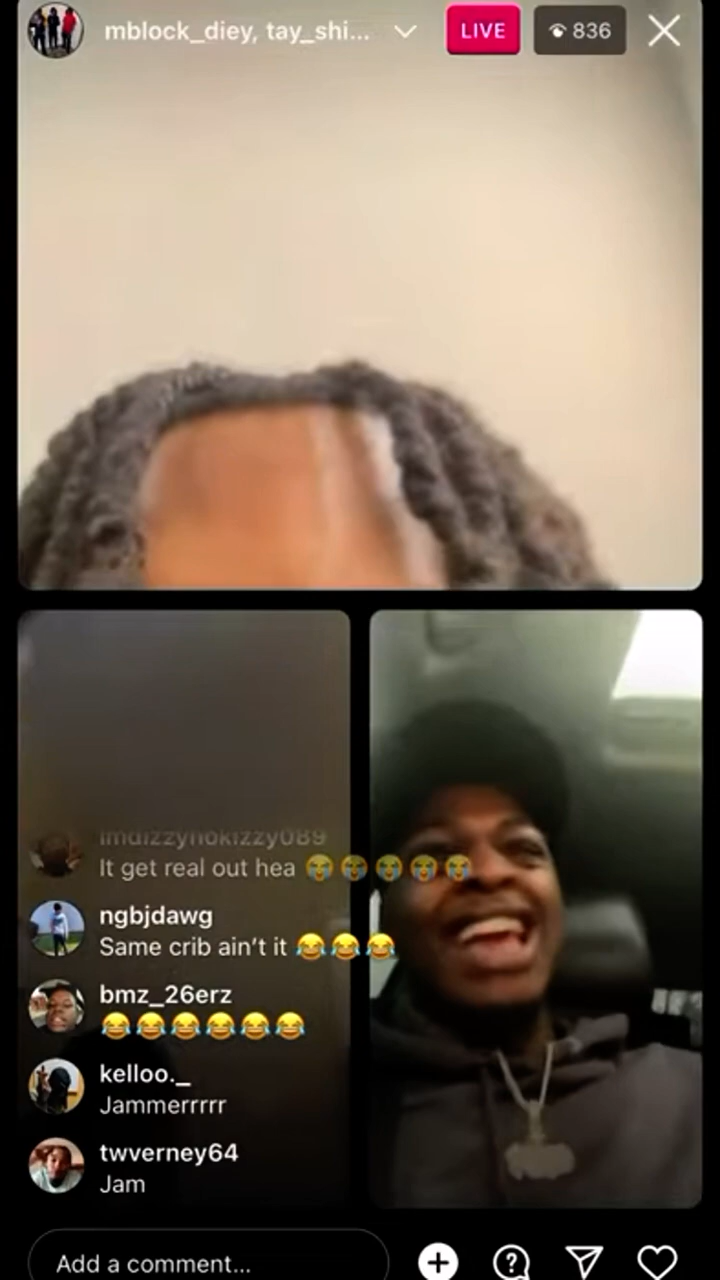 mblock_diey, tay_shi...
LIVE
836
imdizzynokizzy089
It get real out hea 😭😭😭😭😭
ngbjdawg
Same crib ain’t it 😂😂😂
bmz_26erz
😂😂😂😂😂😂
kelloo._
Jammerrrrr
twverney64
Jam
Add a comment...